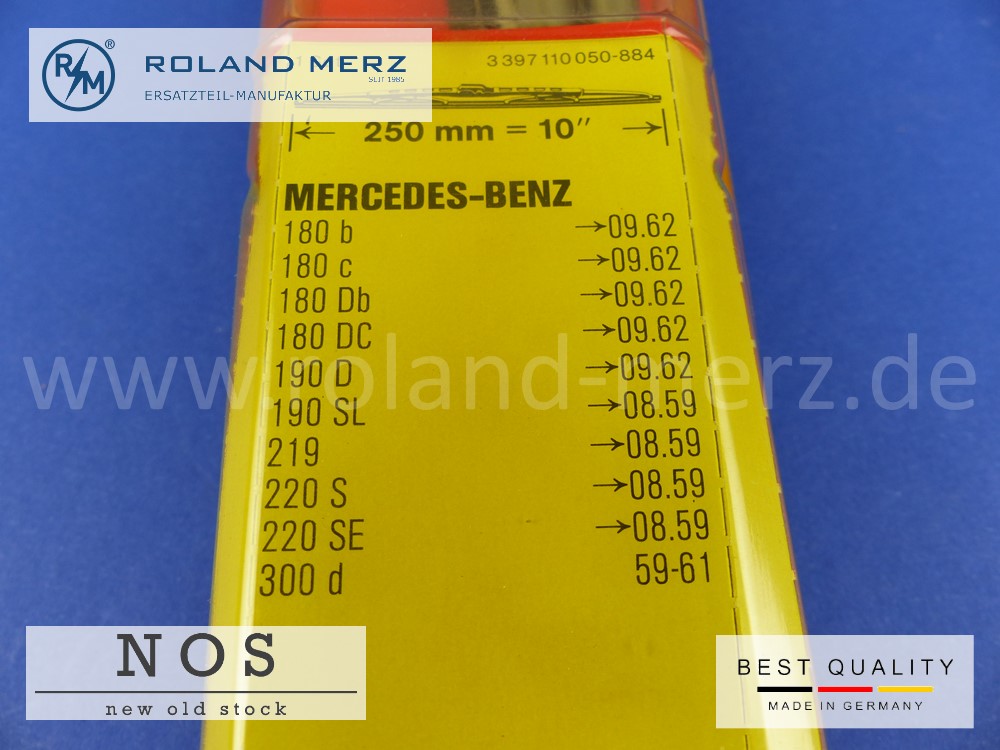 R M ®
ROLAND MERZ
SEIT 1985
ERSATZTEIL-MANUFAKTUR
3 397 110 050-884
250 mm = 10"
MERCEDES-BENZ
180 b →09.62
180 c →09.62
180 Db →09.62
180 DC →09.62
190 D →09.62
www.roland-merz.de
190 SL →08.59
219 →08.59
220 S →08.59
220 SE →08.59
300 d 59-61
NOS
new old stock
BEST QUALITY
MADE IN GERMANY